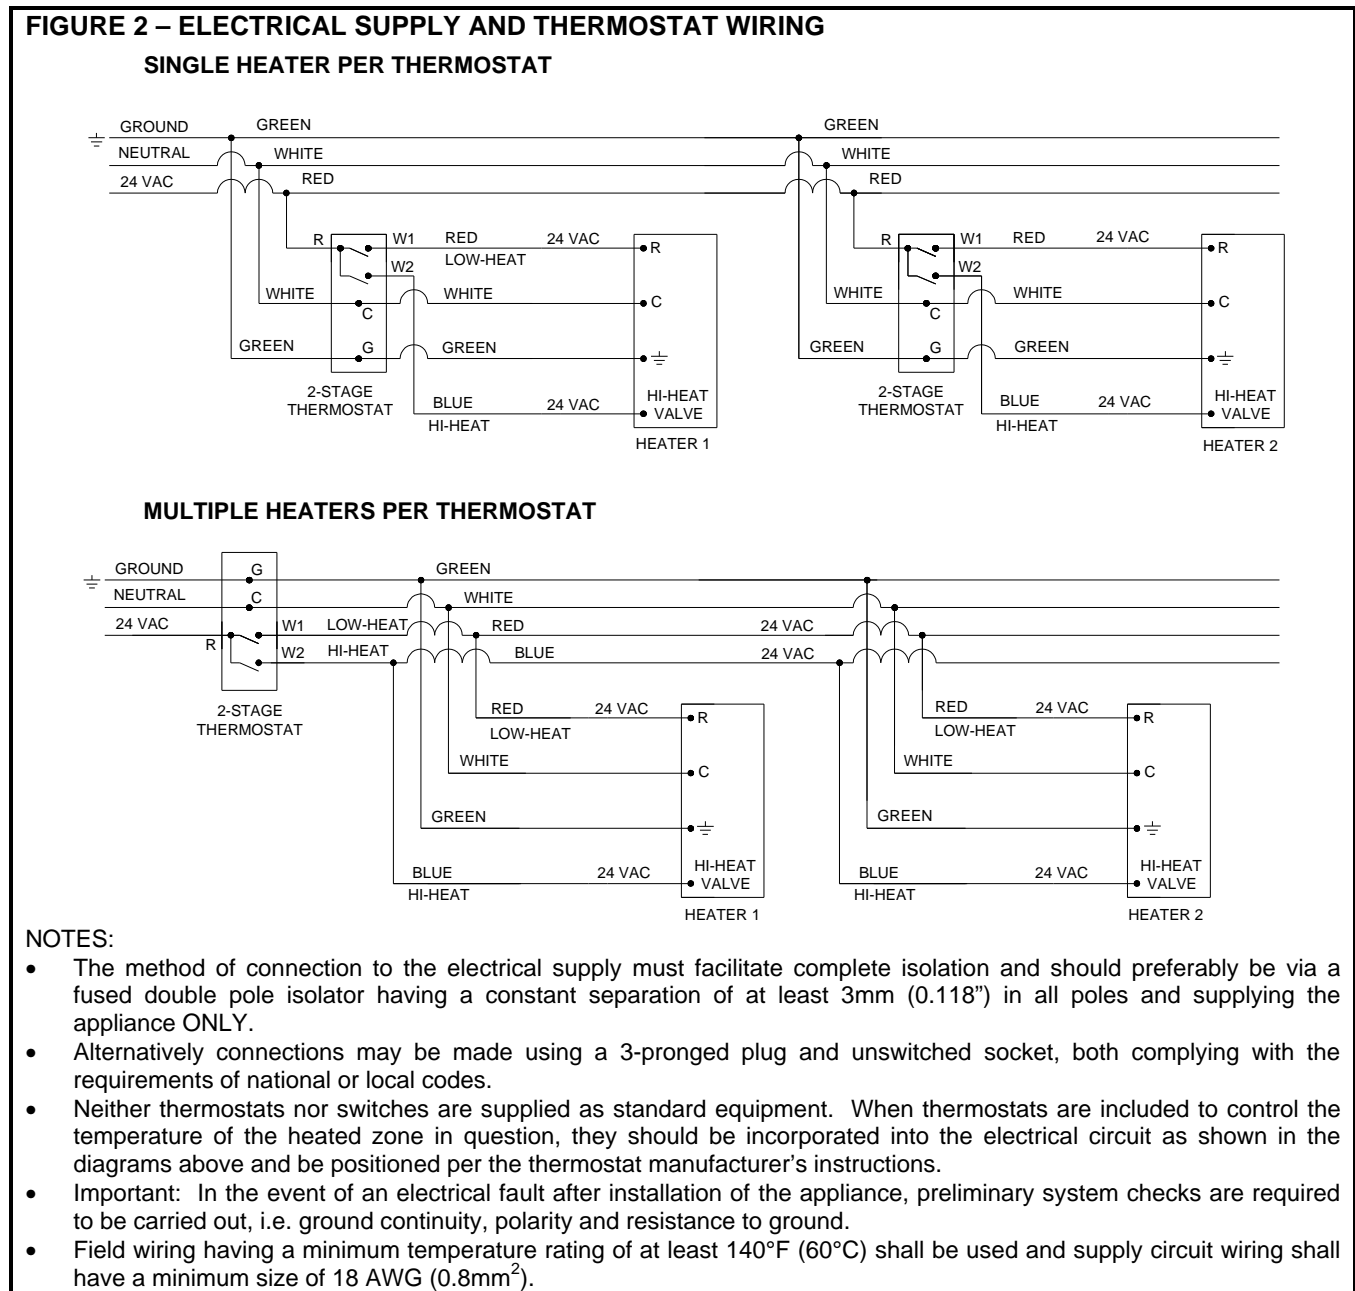 FIGURE 2 – ELECTRICAL SUPPLY AND THERMOSTAT WIRING
SINGLE HEATER PER THERMOSTAT
GROUND GREEN GREEN
NEUTRAL WHITE WHITE
24 VAC RED RED
R W1 RED 24 VAC R R W1 RED 24 VAC R
LOW-HEAT
W2 W2
WHITE WHITE C WHITE WHITE C
C C
GREEN G GREEN GREEN G GREEN
2-STAGE HI-HEAT 2-STAGE HI-HEAT
THERMOSTAT BLUE 24 VAC VALVE THERMOSTAT BLUE 24 VAC VALVE
HI-HEAT HI-HEAT
HEATER 1 HEATER 2
MULTIPLE HEATERS PER THERMOSTAT
GROUND G GREEN
NEUTRAL C WHITE
24 VAC W1 LOW-HEAT RED 24 VAC
R W2 HI-HEAT BLUE 24 VAC
2-STAGE RED 24 VAC R RED 24 VAC R
THERMOSTAT LOW-HEAT LOW-HEAT
WHITE C WHITE C
GREEN GREEN
HI-HEAT HI-HEAT
BLUE 24 VAC VALVE BLUE 24 VAC VALVE
HI-HEAT HI-HEAT
HEATER 1 HEATER 2
NOTES:
• The method of connection to the electrical supply must facilitate complete isolation and should preferably be via a
fused double pole isolator having a constant separation of at least 3mm (0.118”) in all poles and supplying the
appliance ONLY.
• Alternatively connections may be made using a 3-pronged plug and unswitched socket, both complying with the
requirements of national or local codes.
• Neither thermostats nor switches are supplied as standard equipment. When thermostats are included to control the
temperature of the heated zone in question, they should be incorporated into the electrical circuit as shown in the
diagrams above and be positioned per the thermostat manufacturer’s instructions.
• Important: In the event of an electrical fault after installation of the appliance, preliminary system checks are required
to be carried out, i.e. ground continuity, polarity and resistance to ground.
• Field wiring having a minimum temperature rating of at least 140°F (60°C) shall be used and supply circuit wiring shall
have a minimum size of 18 AWG (0.8mm²).